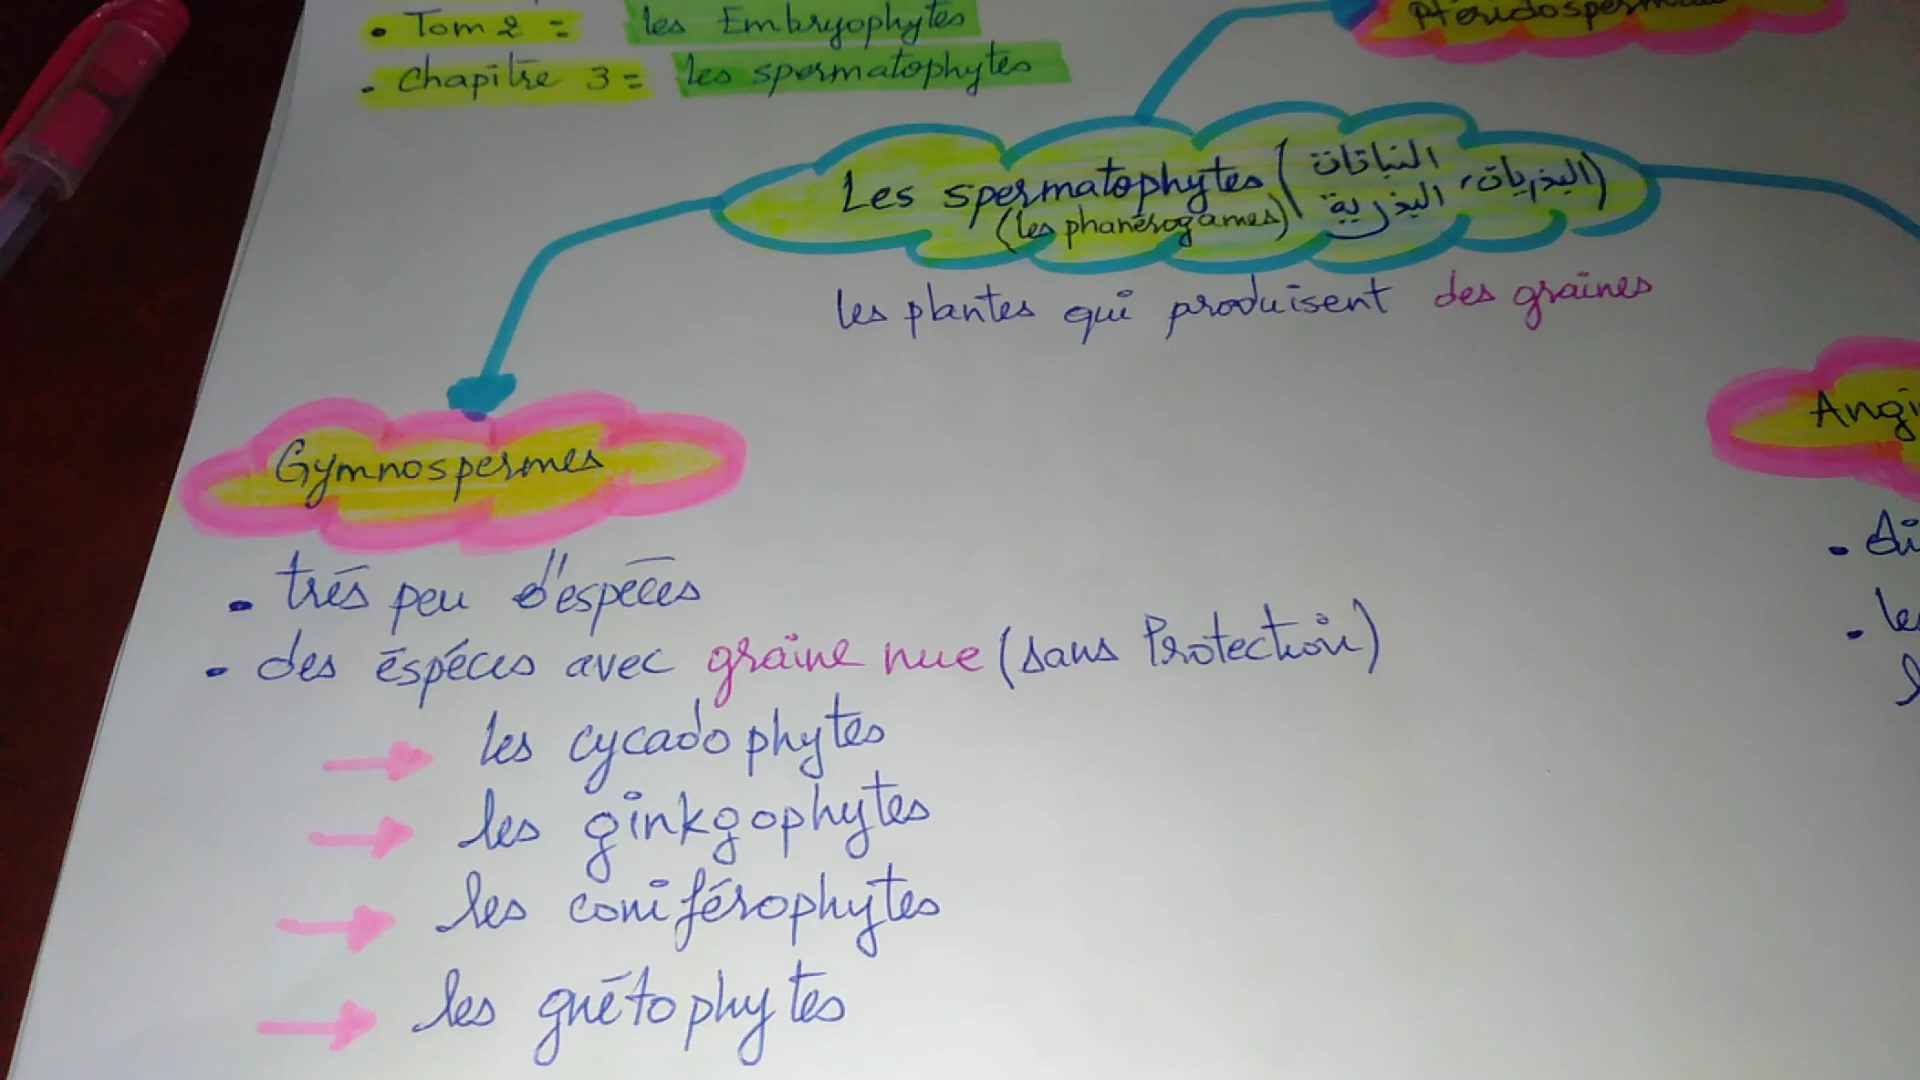 • Tom 2 = les Embryophytes
• Chapitre 3 = les spermatophytes
Les spermatophytes (النباتات البذرية، البذريات)
(les phanérogames)
les plantes qui produisent des graines
Gymnospermes
• très peu d'espèces
• des éspéces avec graine nue (sans Protection)
→ les cycadophytes
→ les ginkgophytes
→ les coniférophytes
→ les gnétophytes